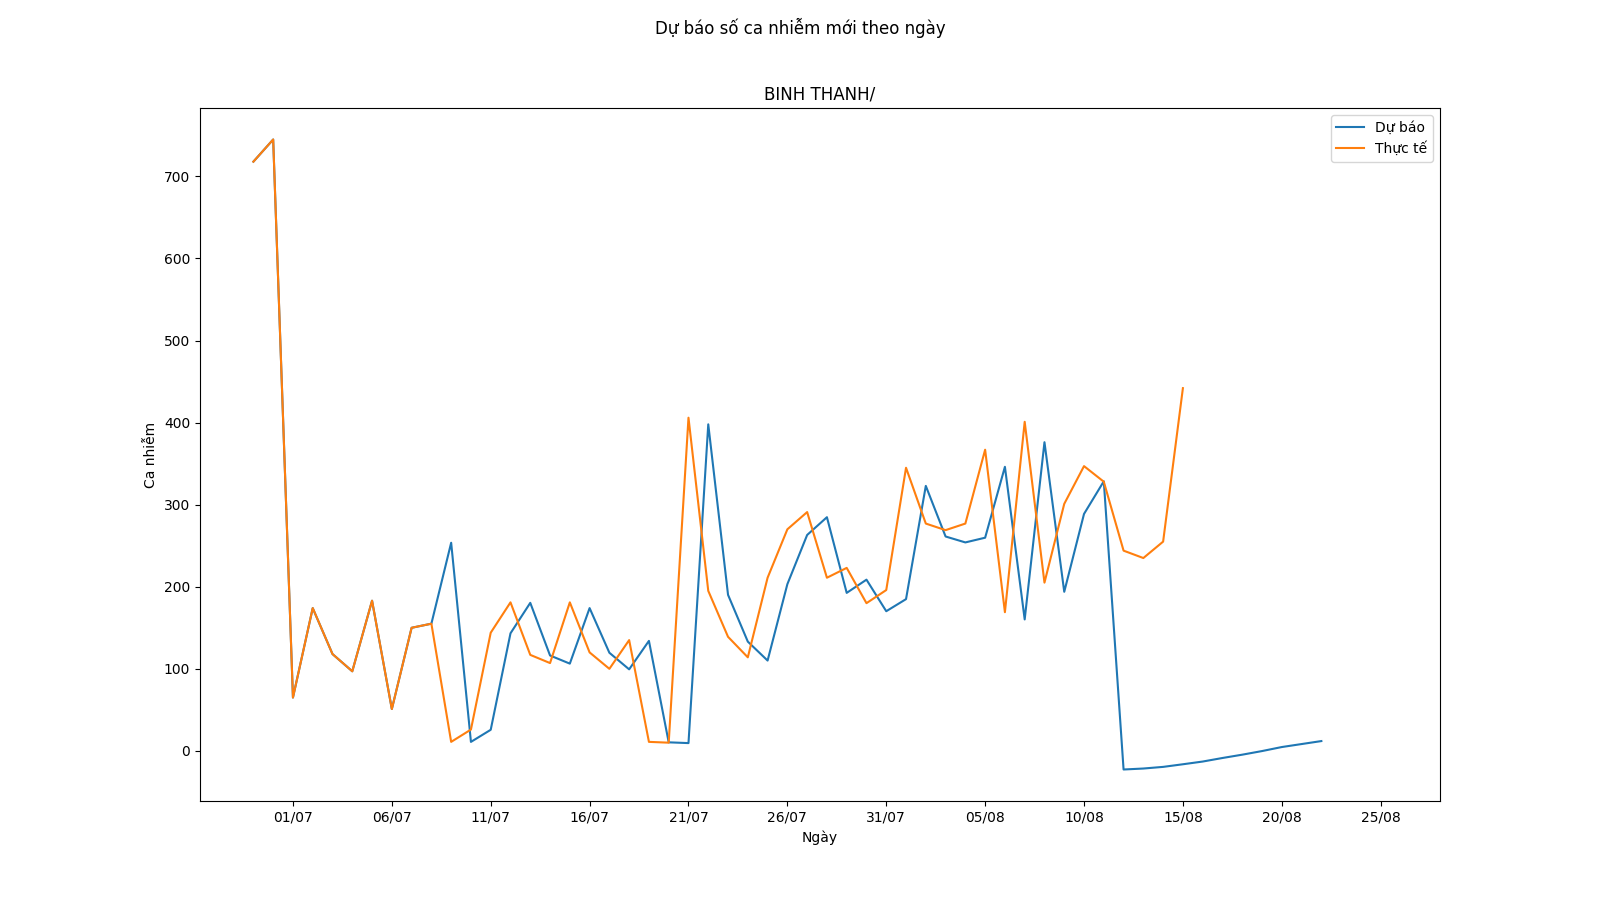 Dự báo số ca nhiễm mới theo ngày
BINH THANH/
Dự báo
Thực tế
700
600
500
400
300
200
100
0
Ca nhiễm
01/07 06/07 11/07 16/07 21/07 26/07 31/07 05/08 10/08 15/08 20/08 25/08
Ngày